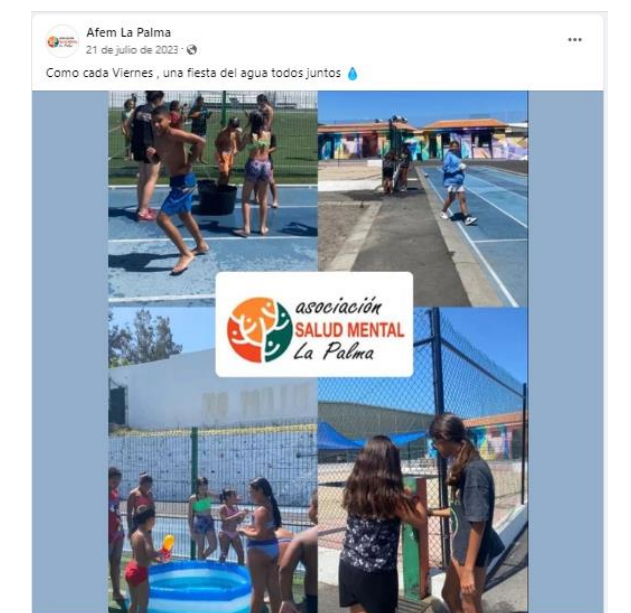 Afem La Palma
21 de julio de 2023 ·
Como cada Viernes , una fiesta del agua todos juntos
asociación
SALUD MENTAL
La Palma